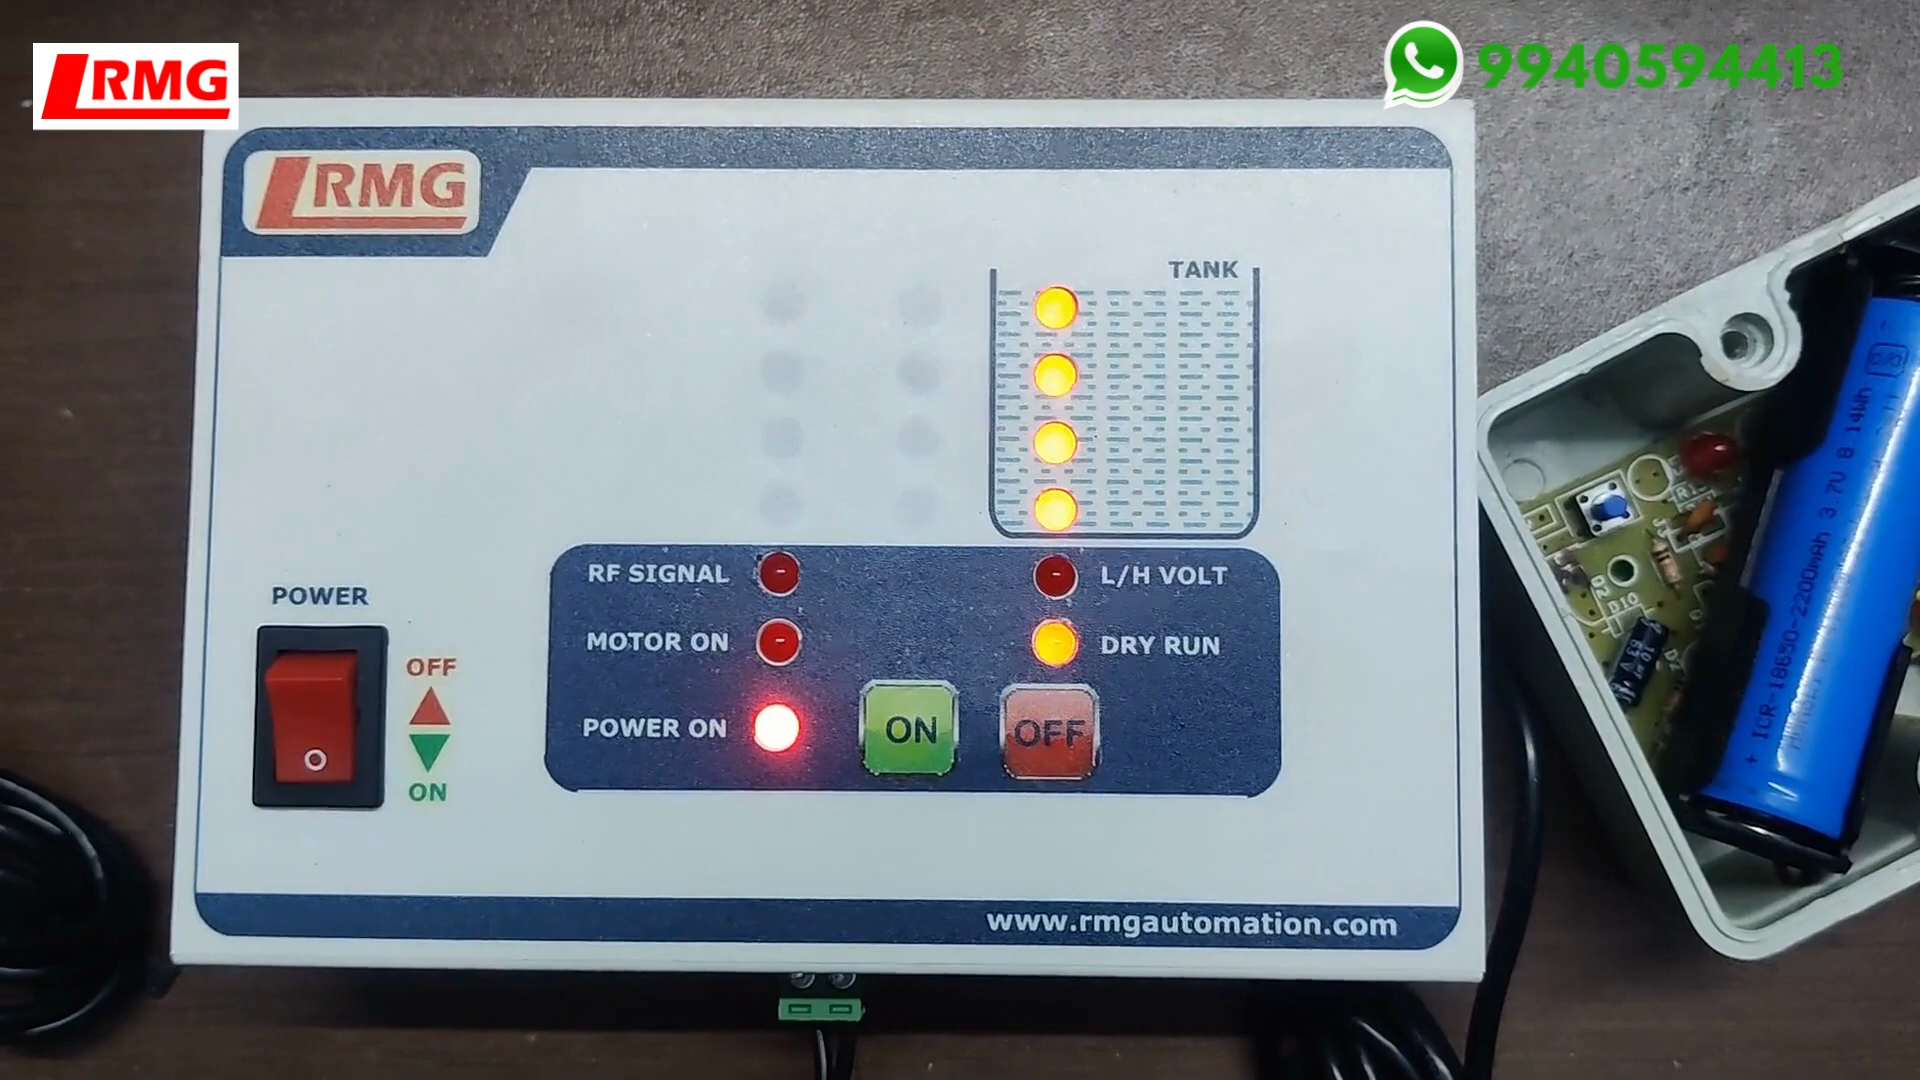 RMG
9940594413
RMG
TANK
RF SIGNAL
L/H VOLT
MOTOR ON
DRY RUN
POWER ON
ON
OFF
POWER
OFF
ON
www.rmgautomation.com
+ ICR-18650-2200mAh 3.7V 8.14Wh
D10